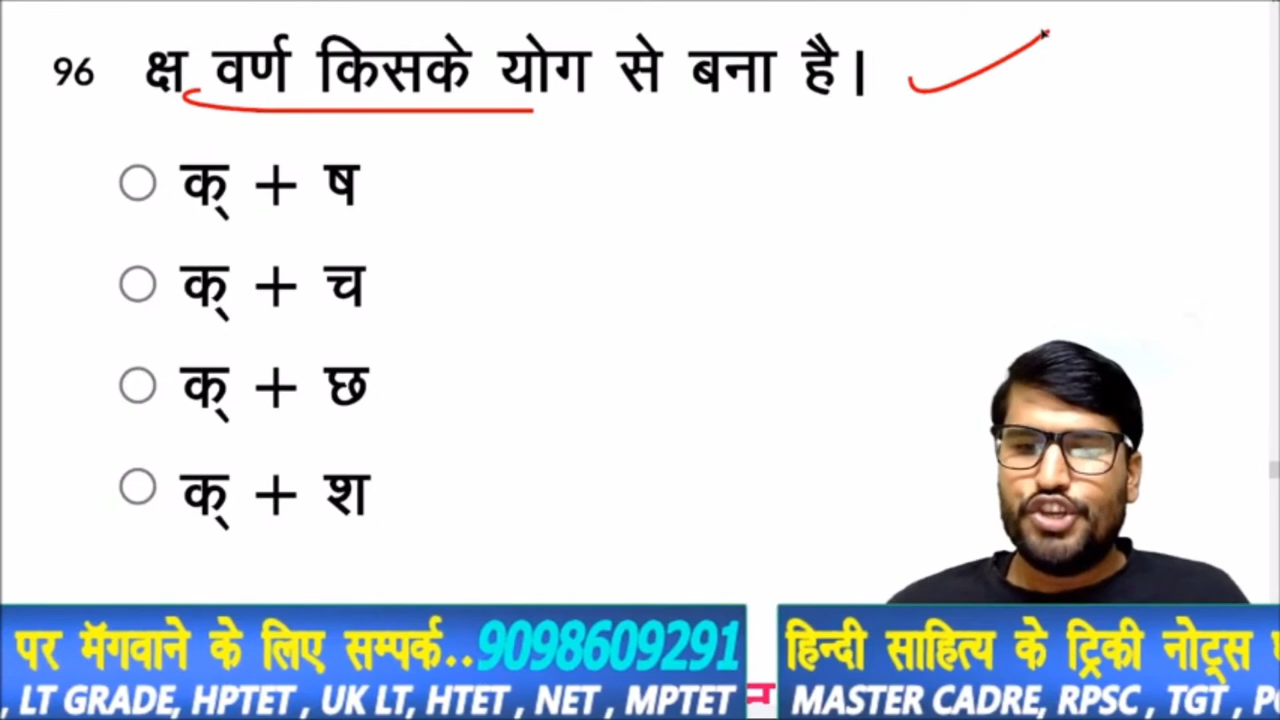 96 क्ष वर्ण किसके योग से बना है।
क् + ष
क् + च
क् + छ
क् + श
पर मॅगवाने के लिए सम्पर्क..9098609291
, LT GRADE, HPTET , UK LT, HTET , NET , MPTET
हिन्दी साहित्य के ट्रिकी नोट्स
MASTER CADRE, RPSC , TGT ,